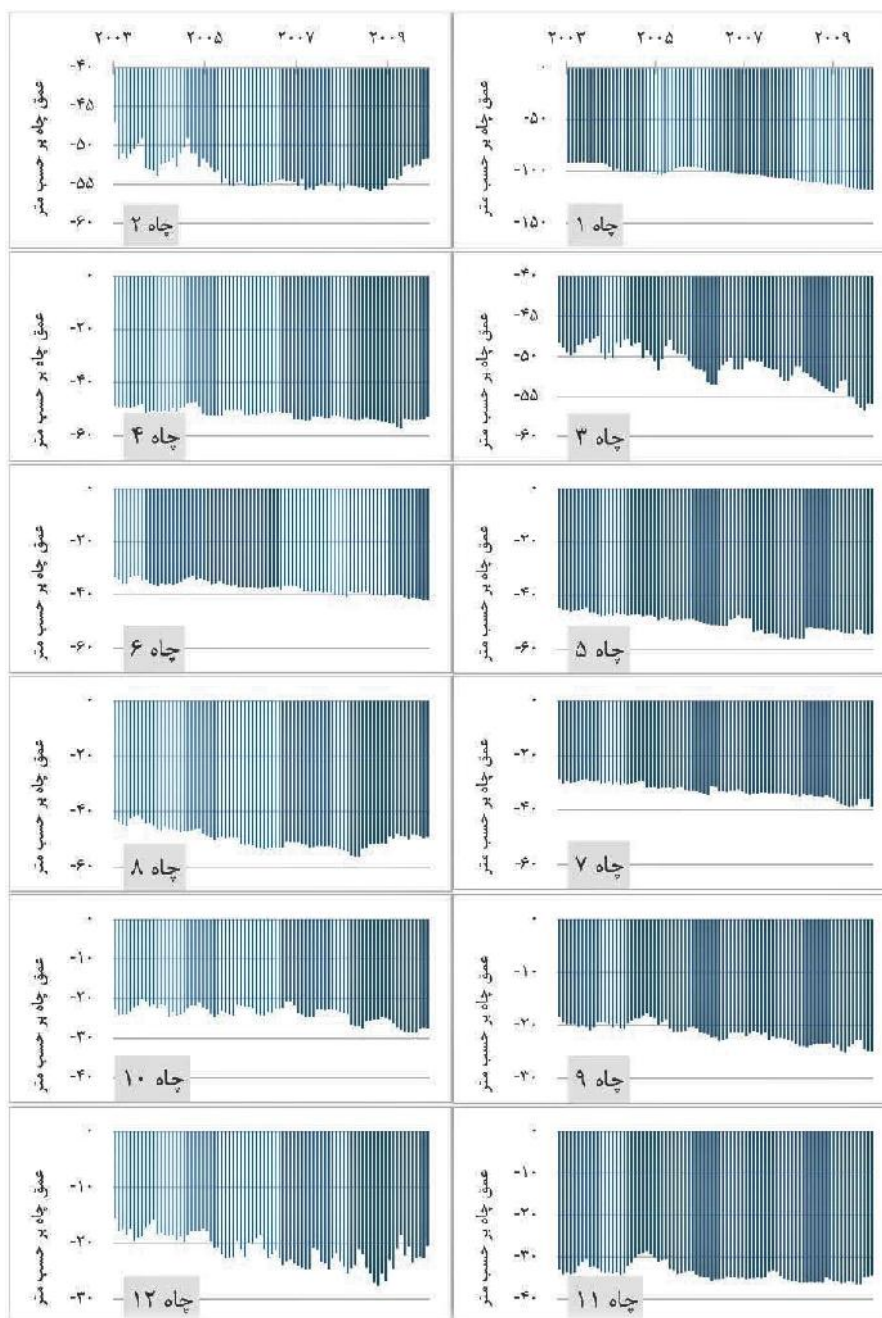 ۲۰۰۳ ۲۰۰۵ ۲۰۰۷ ۲۰۰۹
عمق چاه بر حسب متر
۰
-۵۰
-۱۰۰
-۱۵۰
چاه ۱
۲۰۰۳ ۲۰۰۵ ۲۰۰۷ ۲۰۰۹
عمق چاه بر حسب متر
-۴۰
-۴۵
-۵۰
-۵۵
-۶۰
چاه ۲
عمق چاه بر حسب متر
-۴۰
-۴۵
-۵۰
-۵۵
-۶۰
چاه ۳
عمق چاه بر حسب متر
۰
-۲۰
-۴۰
-۶۰
چاه ۴
عمق چاه بر حسب متر
۰
-۲۰
-۴۰
-۶۰
چاه ۵
عمق چاه بر حسب متر
۰
-۲۰
-۴۰
-۶۰
چاه ۶
عمق چاه بر حسب متر
۰
-۲۰
-۴۰
-۶۰
چاه ۷
عمق چاه بر حسب متر
۰
-۲۰
-۴۰
-۶۰
چاه ۸
عمق چاه بر حسب متر
۰
-۱۰
-۲۰
-۳۰
چاه ۹
عمق چاه بر حسب متر
۰
-۱۰
-۲۰
-۳۰
-۴۰
چاه ۱۰
عمق چاه بر حسب متر
۰
-۱۰
-۲۰
-۳۰
-۴۰
چاه ۱۱
عمق چاه بر حسب متر
۰
-۱۰
-۲۰
-۳۰
چاه ۱۲